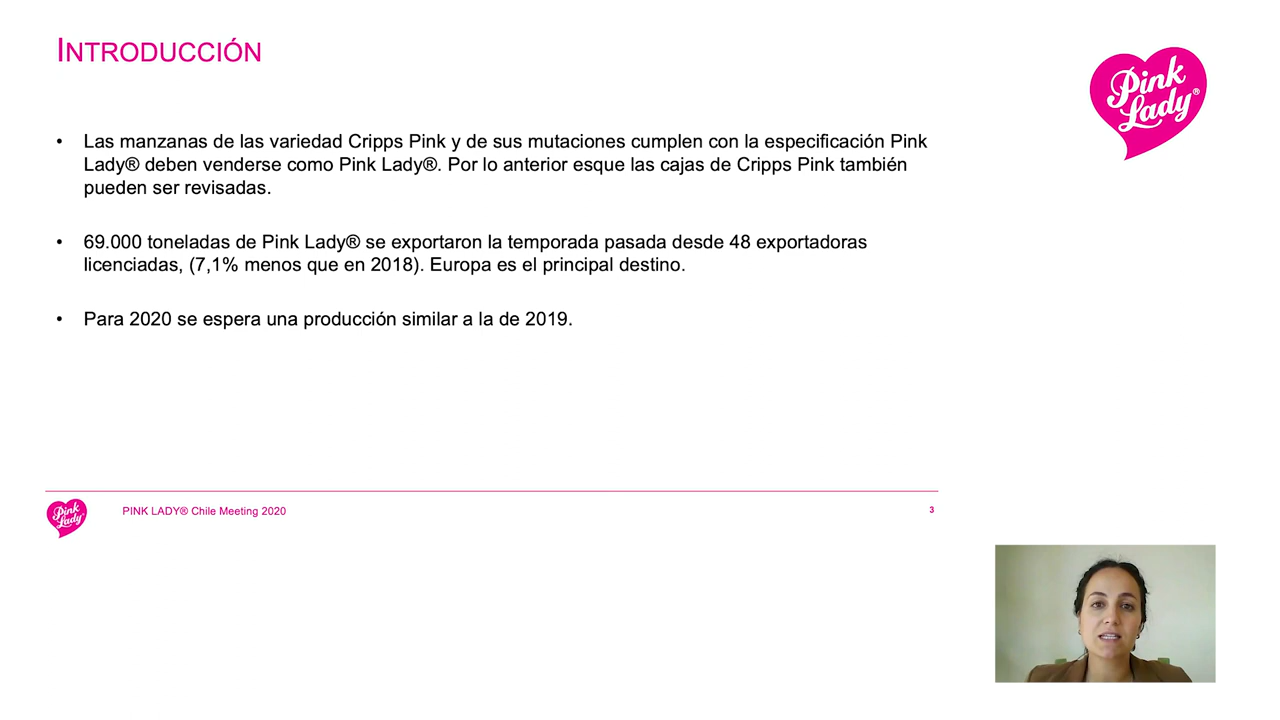 INTRODUCCIÓN
Pink
Lady®
• Las manzanas de las variedad Cripps Pink y de sus mutaciones cumplen con la especificación Pink
Lady® deben venderse como Pink Lady®. Por lo anterior esque las cajas de Cripps Pink también
pueden ser revisadas.
• 69.000 toneladas de Pink Lady® se exportaron la temporada pasada desde 48 exportadoras
licenciadas, (7,1% menos que en 2018). Europa es el principal destino.
• Para 2020 se espera una producción similar a la de 2019.
Pink
Lady
PINK LADY® Chile Meeting 2020
3